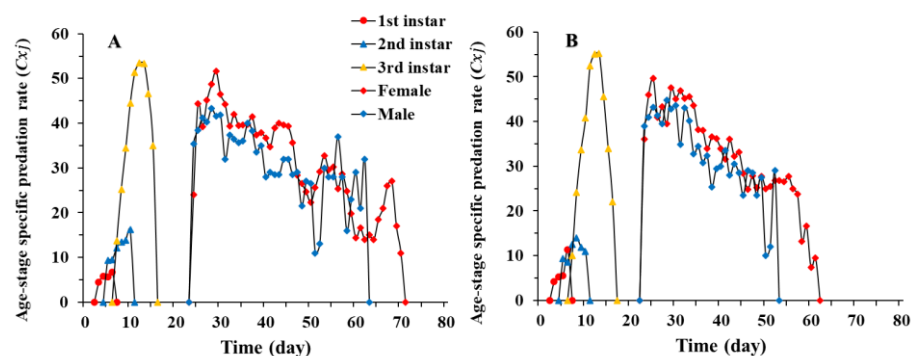 A
1st instar
2nd instar
3rd instar
Female
Male
Age-stage specific predation rate (Cxj)
60
50
40
30
20
10
0
0 10 20 30 40 50 60 70 80
Time (day)
B
Age-stage specific predation rate (Cxj)
60
50
40
30
20
10
0
0 10 20 30 40 50 60 70 80
Time (day)